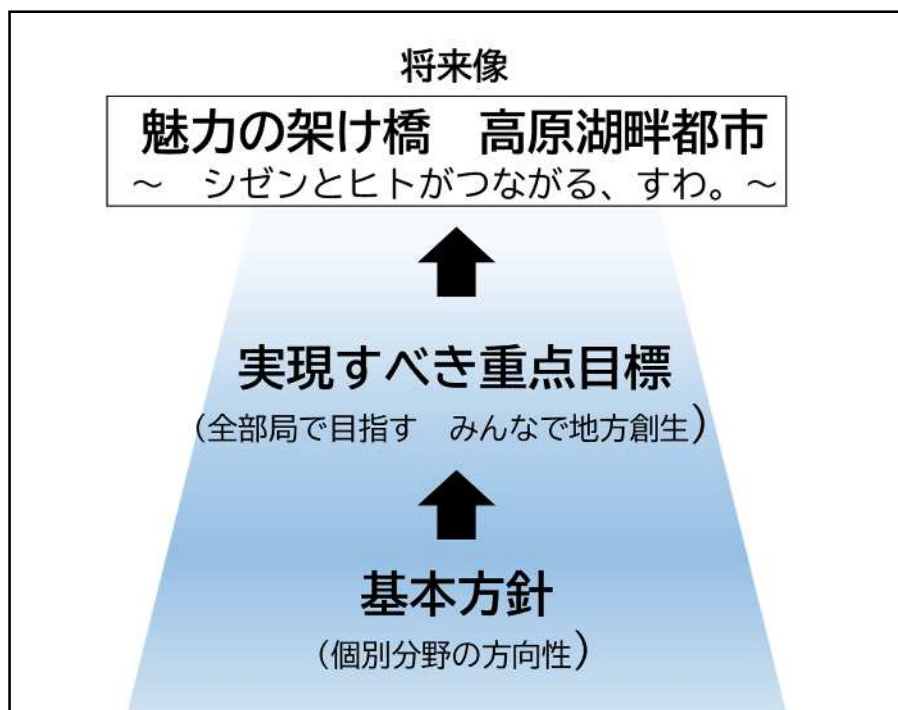 将来像
魅力の架け橋　高原湖畔都市
～　シゼンとヒトがつながる、すわ。～
実現すべき重点目標
（全部局で目指す　みんなで地方創生）
基本方針
（個別分野の方向性）